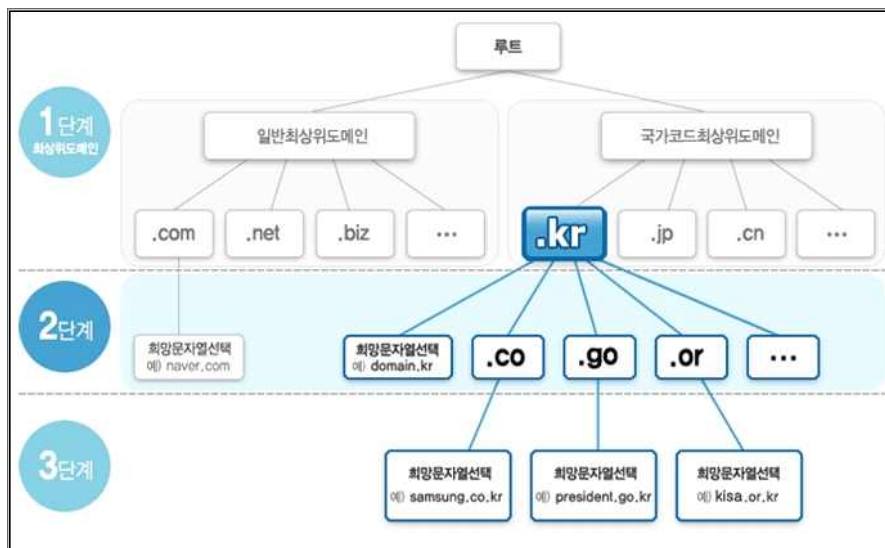 루트
1단계
최상위도메인
일반최상위도메인
국가코드최상위도메인
.com
.net
.biz
...
.kr
.jp
.cn
...
2단계
희망문자열선택
예) naver.com
희망문자열선택
예) domain.kr
.co
.go
.or
...
3단계
희망문자열선택
예) samsung.co.kr
희망문자열선택
예) president.go.kr
희망문자열선택
예) kisa.or.kr